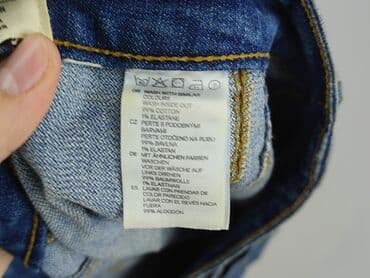 GB WASH WITH SIMILAR
COLOURS
WASH INSIDE OUT
99% COTTON
1% ELASTANE
CZ PERTE S PODOBNÝMI
BARVAMI
PERTE OTOČENÉ NA RUBU
99% BAVLNA
1% ELASTAN
DE MIT ÄHNLICHEN FARBEN
WASCHEN
VOR DER WÄSCHE AUF
LINKS DREHEN
99% BAUMWOLLE
1% ELASTHAN
ES LAVAR CON PRENDAS DE
COLOR PARECIDO
LAVAR CON EL REVÉS HACIA
FUERA
99% ALGODÓN